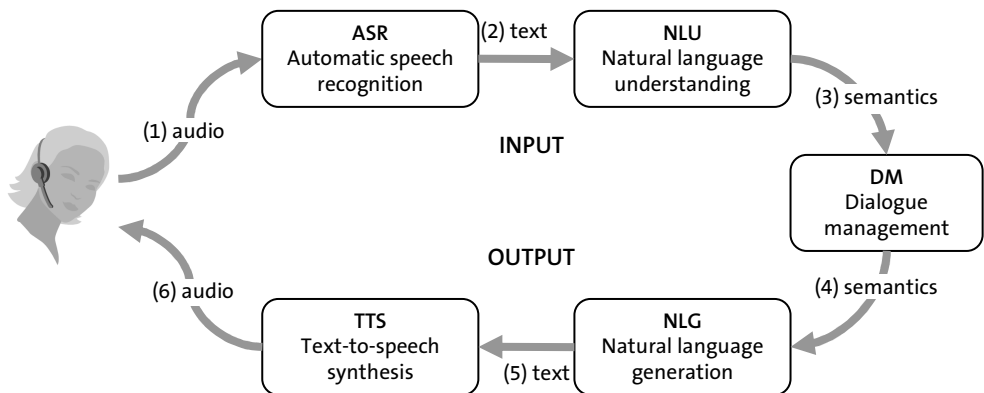 ASR
Automatic speech
recognition
(2) text
NLU
Natural language
understanding
(1) audio
(3) semantics
INPUT
DM
Dialogue
management
OUTPUT
(6) audio
(4) semantics
TTS
Text-to-speech
synthesis
(5) text
NLG
Natural language
generation